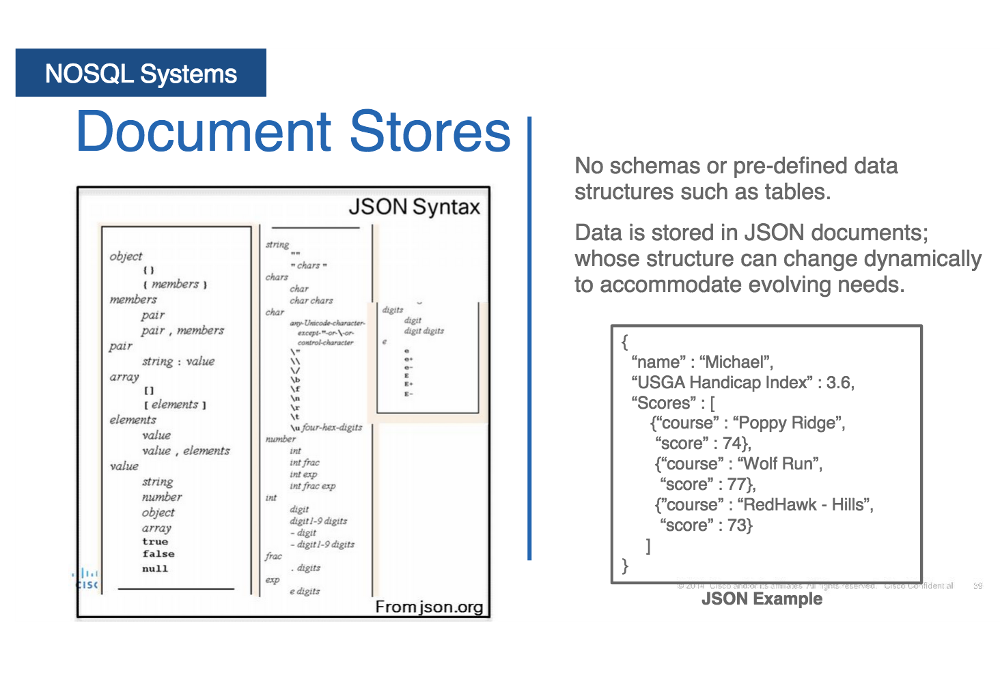 NOSQL Systems
Document Stores
JSON Syntax
object
{ }
{ members }
members
pair
pair , members
pair
string : value
array
[ ]
[ elements ]
elements
value
value , elements
value
string
number
object
array
true
false
null
string
""
" chars "
chars
char
char chars
char
any-Unicode-character-
except-"-or-\-or-
control-character
\"
\\
\/
\b
\f
\n
\r
\t
\u four-hex-digits
number
int
int frac
int exp
int frac exp
int
digit
digit1-9 digits
- digit
- digit1-9 digits
frac
. digits
exp
e digits
digits
digit
digit digits
e
e
e+
e-
E
E+
E-
From json.org
CISC
No schemas or pre-defined data
structures such as tables.
Data is stored in JSON documents;
whose structure can change dynamically
to accommodate evolving needs.
{
“name” : “Michael”,
“USGA Handicap Index” : 3.6,
“Scores” : [
{“course” : “Poppy Ridge”,
“score” : 74},
{“course” : “Wolf Run”,
“score” : 77},
{”course” : “RedHawk - Hills”,
“score” : 73}
]
}
© 2014 Cisco and/or its affiliates. All rights reserved. Cisco Confidential 39
JSON Example